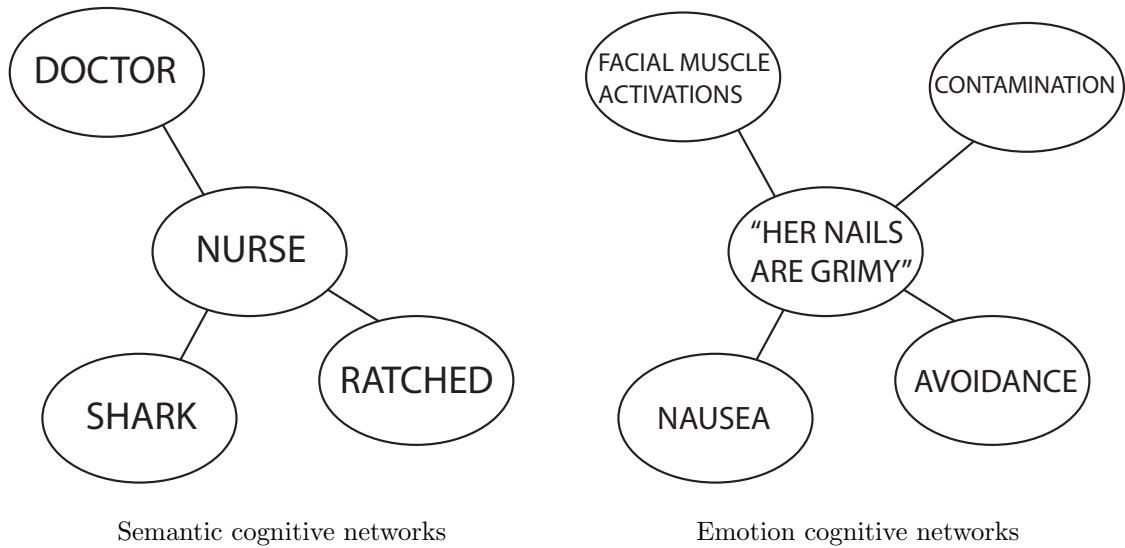 DOCTOR
NURSE
RATCHED
SHARK
Semantic cognitive networks
FACIAL MUSCLE
ACTIVATIONS
CONTAMINATION
“HER NAILS
ARE GRIMY”
AVOIDANCE
NAUSEA
Emotion cognitive networks